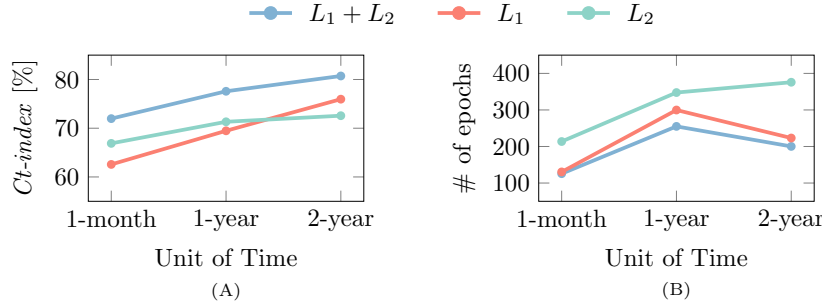 L₁ + L₂ L₁ L₂
Ct-index [%]
80
70
60
1-month 1-year 2-year
Unit of Time
(A)
# of epochs
400
300
200
100
1-month 1-year 2-year
Unit of Time
(B)